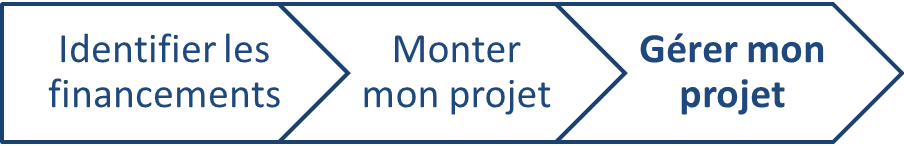 Identifier les
financements
Monter
mon projet
Gérer mon
projet